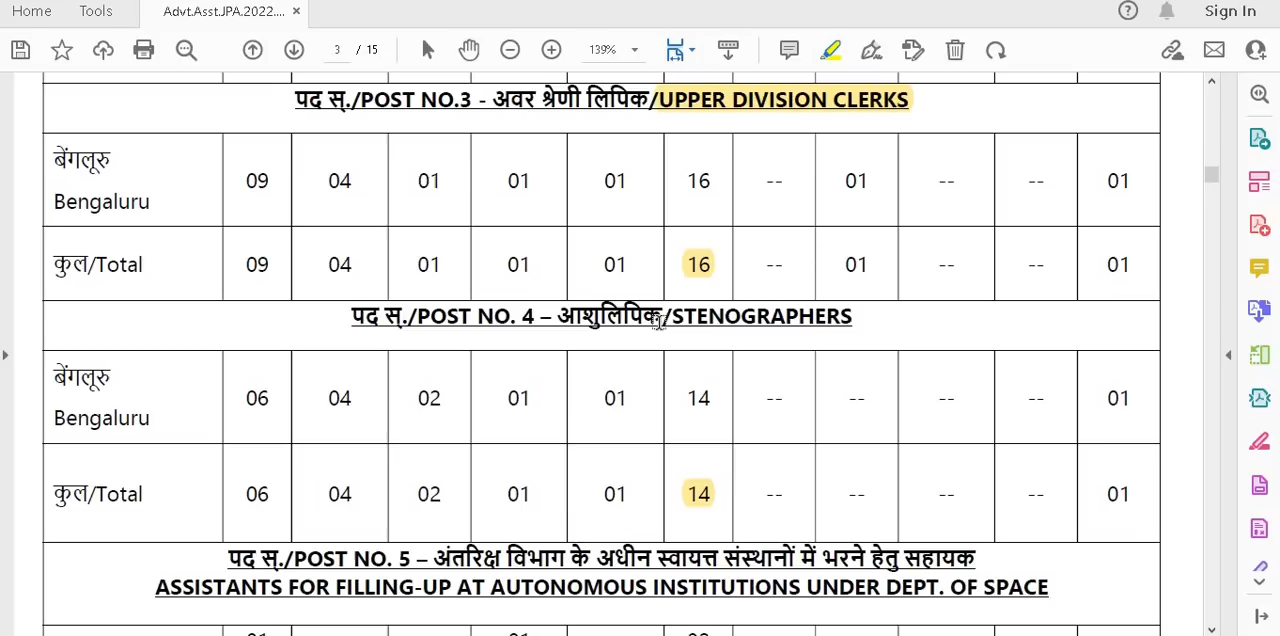 Home Tools Advt.Asst.JPA.2022.... × Sign In
3 / 15 139%
पद स्./POST NO.3 - अवर श्रेणी लिपिक/UPPER DIVISION CLERKS
बेंगलूरु
Bengaluru 09 04 01 01 01 16 -- 01 -- -- 01
कुल/Total 09 04 01 01 01 16 -- 01 -- -- 01
पद स्./POST NO. 4 – आशुलिपिक/STENOGRAPHERS
बेंगलूरु
Bengaluru 06 04 02 01 01 14 -- -- -- -- 01
कुल/Total 06 04 02 01 01 14 -- -- -- -- 01
पद स्./POST NO. 5 – अंतरिक्ष विभाग के अधीन स्वायत्त संस्थानों में भरने हेतु सहायक
ASSISTANTS FOR FILLING-UP AT AUTONOMOUS INSTITUTIONS UNDER DEPT. OF SPACE